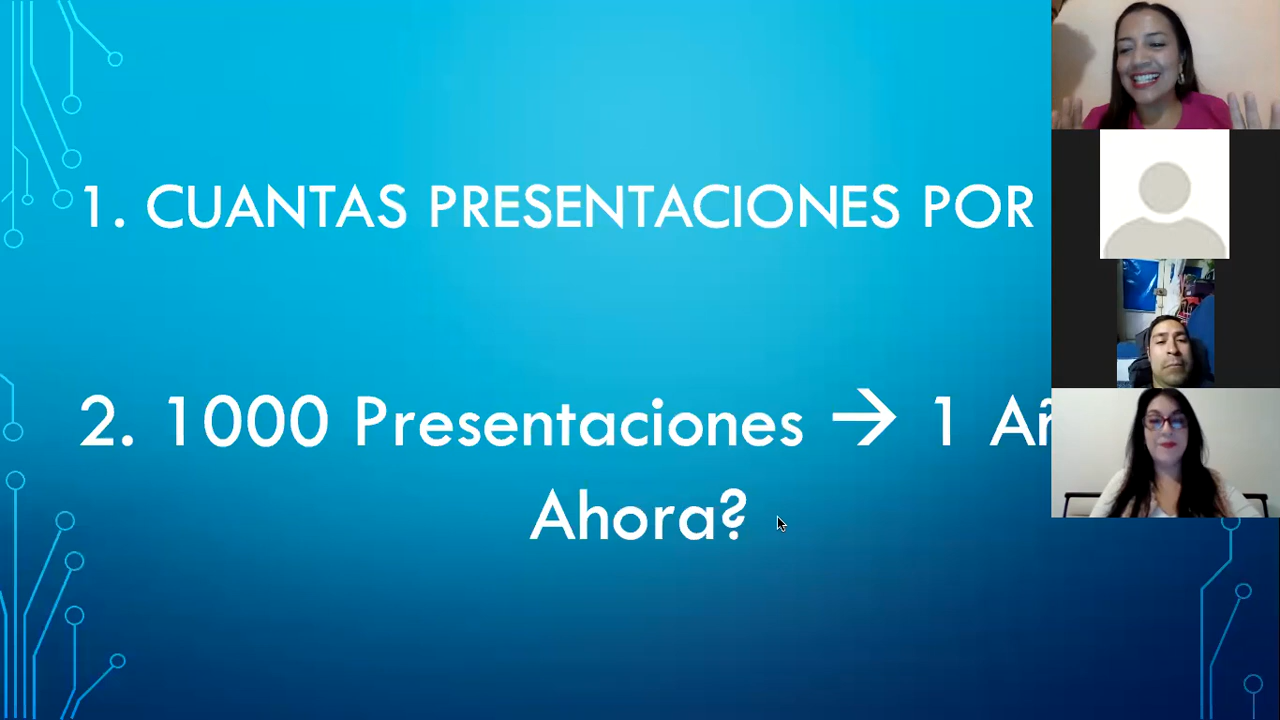 1. CUANTAS PRESENTACIONES POR
2. 1000 Presentaciones → 1
Ahora?